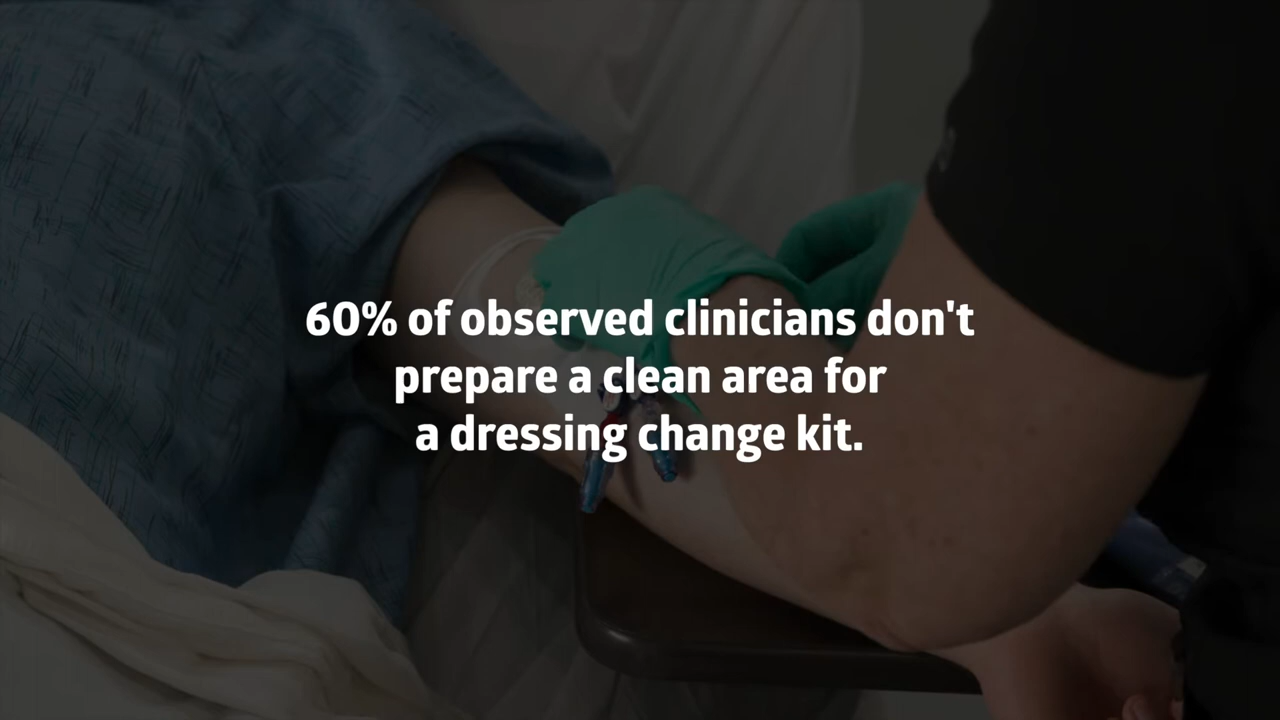 60% of observed clinicians don't
prepare a clean area for
a dressing change kit.